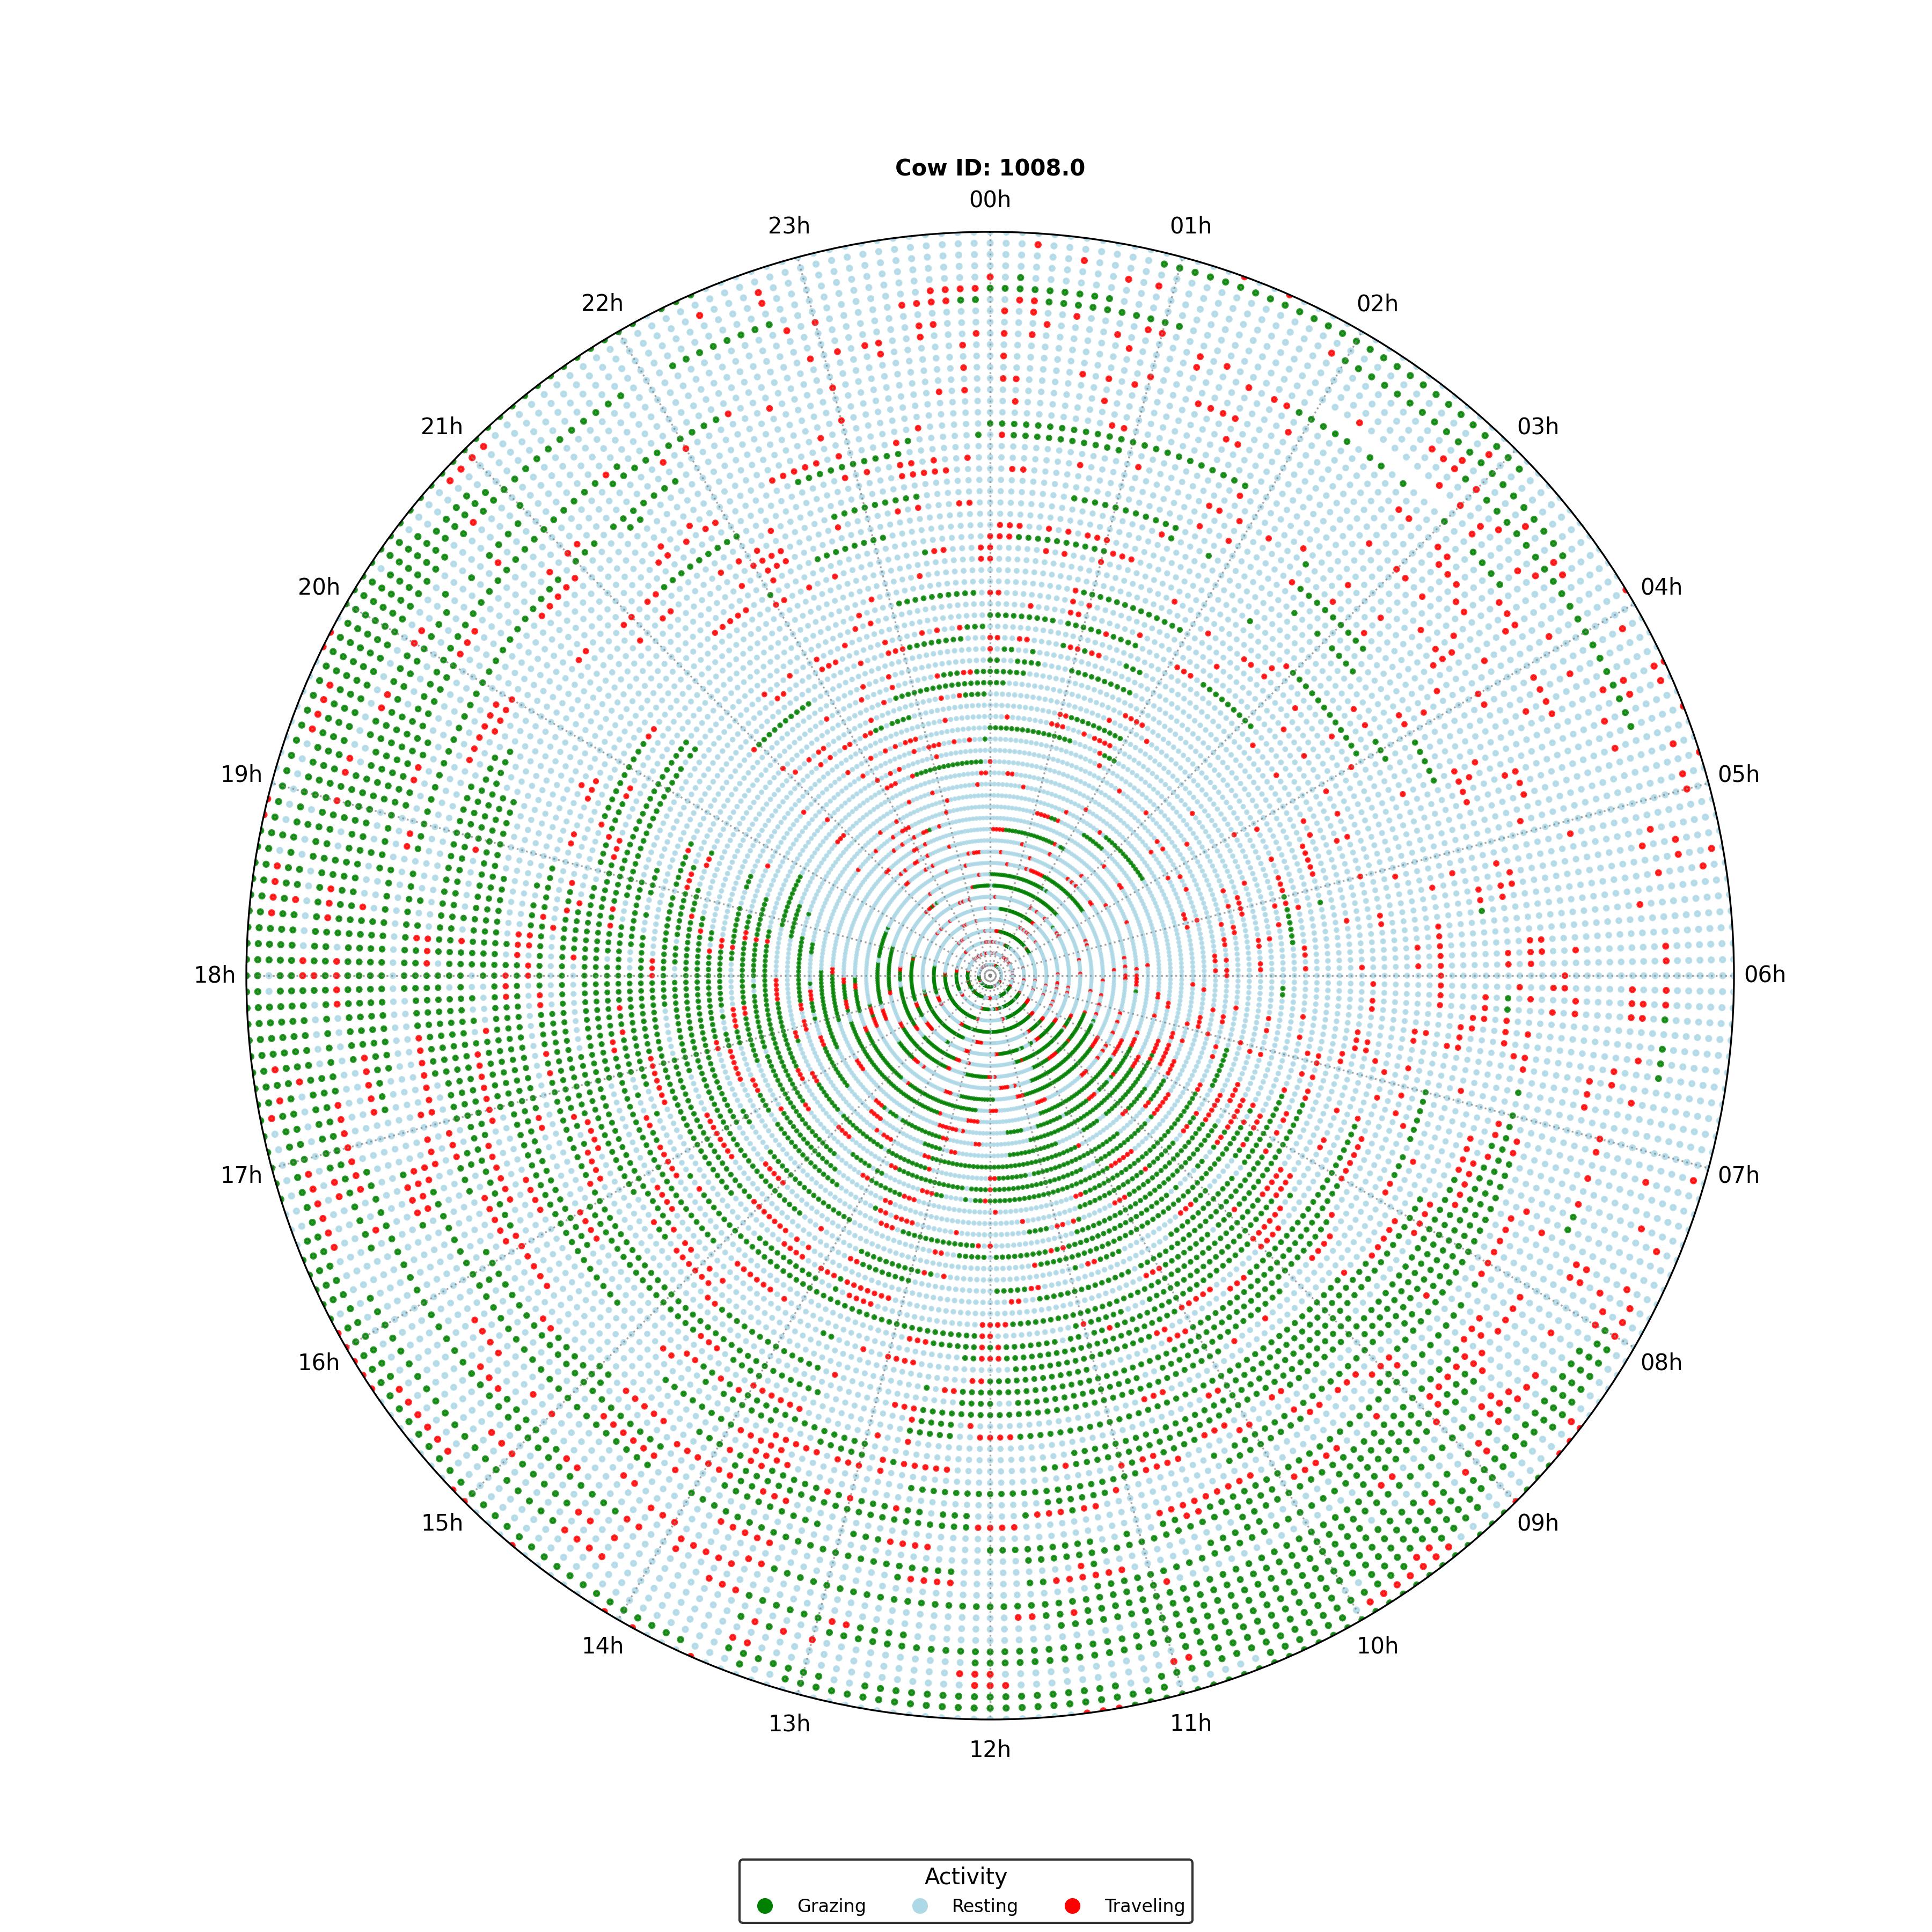 Cow ID: 1008.0
00h
23h
01h
22h
02h
21h
03h
20h
04h
19h
05h
18h
06h
17h
07h
16h
08h
15h
09h
14h
10h
13h
11h
12h
Activity
Grazing Resting Traveling